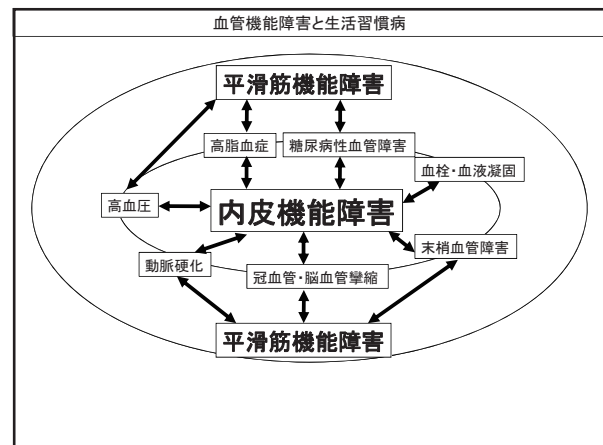 血管機能障害と生活習慣病
平滑筋機能障害
高脂血症
糖尿病性血管障害
血栓・血液凝固
高血圧
内皮機能障害
末梢血管障害
動脈硬化
冠血管・脳血管攣縮
平滑筋機能障害